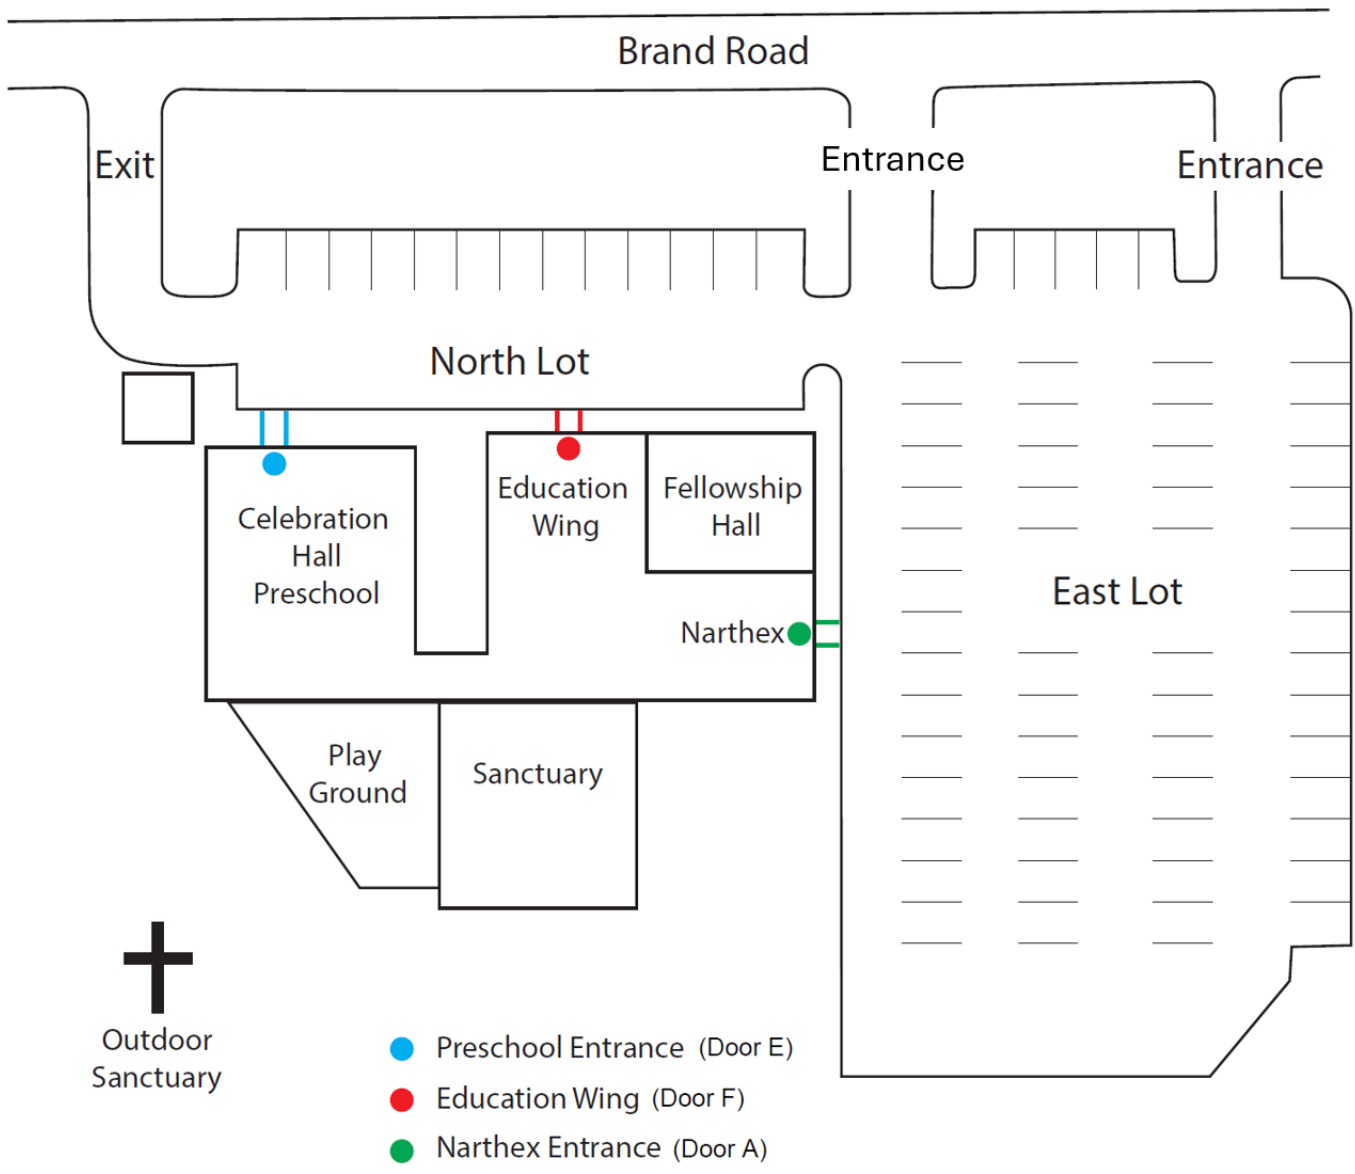 Brand Road
Exit
Entrance
Entrance
North Lot
Education
Wing
Fellowship
Hall
Celebration
Hall
Preschool
East Lot
Narthex
Play
Ground
Sanctuary
Outdoor
Sanctuary
Preschool Entrance (Door E)
Education Wing (Door F)
Narthex Entrance (Door A)